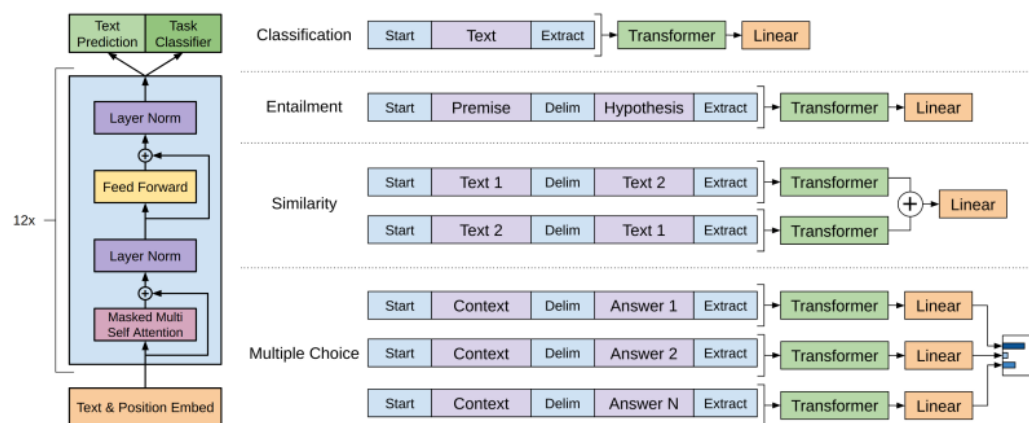 Text
Prediction
Task
Classifier
12x
Layer Norm
Feed Forward
Layer Norm
Masked Multi
Self Attention
Text & Position Embed
Classification
Start Text Extract Transformer Linear
Entailment
Start Premise Delim Hypothesis Extract Transformer Linear
Similarity
Start Text 1 Delim Text 2 Extract Transformer
Start Text 2 Delim Text 1 Extract Transformer
Linear
Multiple Choice
Start Context Delim Answer 1 Extract Transformer Linear
Start Context Delim Answer 2 Extract Transformer Linear
Start Context Delim Answer N Extract Transformer Linear